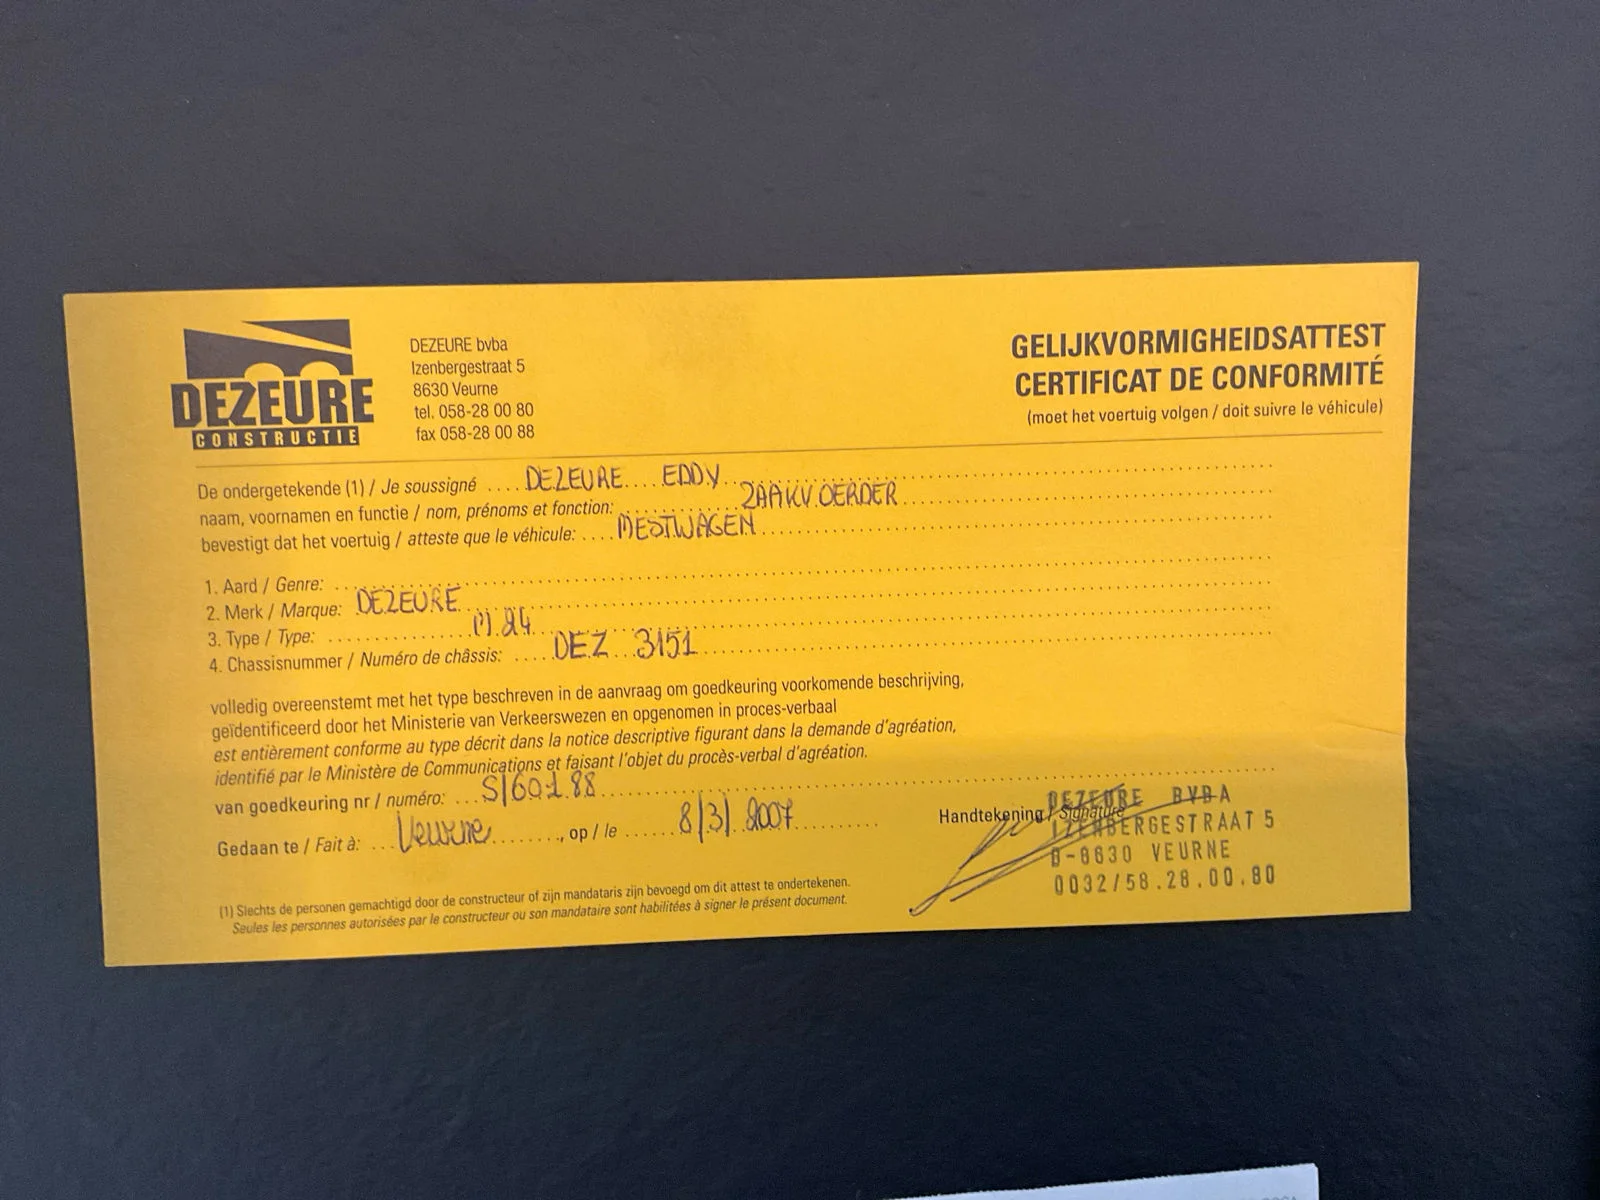 DEZEURE
CONSTRUCTIE
DEZEURE bvba
Izenbergestraat 5
8630 Veurne
tel. 058-28 00 80
fax 058-28 00 88
GELIJKVORMIGHEIDSATTEST
CERTIFICAT DE CONFORMITÉ
(moet het voertuig volgen / doit suivre le véhicule)
De ondergetekende (1) / Je soussigné DEZEURE EDDY
naam, voornamen en functie / nom, prénoms et fonction: ZAAKVOERDER
bevestigt dat het voertuig / atteste que le véhicule: MESTWAGEN
1. Aard / Genre:
2. Merk / Marque: DEZEURE
3. Type / Type: M 24
4. Chassisnummer / Numéro de châssis: DEZ 3151
volledig overeenstemt met het type beschreven in de aanvraag om goedkeuring voorkomende beschrijving,
geïdentificeerd door het Ministerie van Verkeerswezen en opgenomen in proces-verbaal
est entièrement conforme au type décrit dans la notice descriptive figurant dans la demande d'agréation,
identifié par le Ministère de Communications et faisant l'objet du procès-verbal d'agréation.
van goedkeuring nr / numéro: S/60188
Gedaan te / Fait à: Veurne, op / le 8/3/2007
Handtekening / Signature
DEZEURE BVBA
IZENBERGESTRAAT 5
B-8630 VEURNE
0032/58.28.00.80
(1) Slechts de personen gemachtigd door de constructeur of zijn mandataris zijn bevoegd om dit attest te ondertekenen.
Seules les personnes autorisées par le constructeur ou son mandataire sont habilitées à signer le présent document.